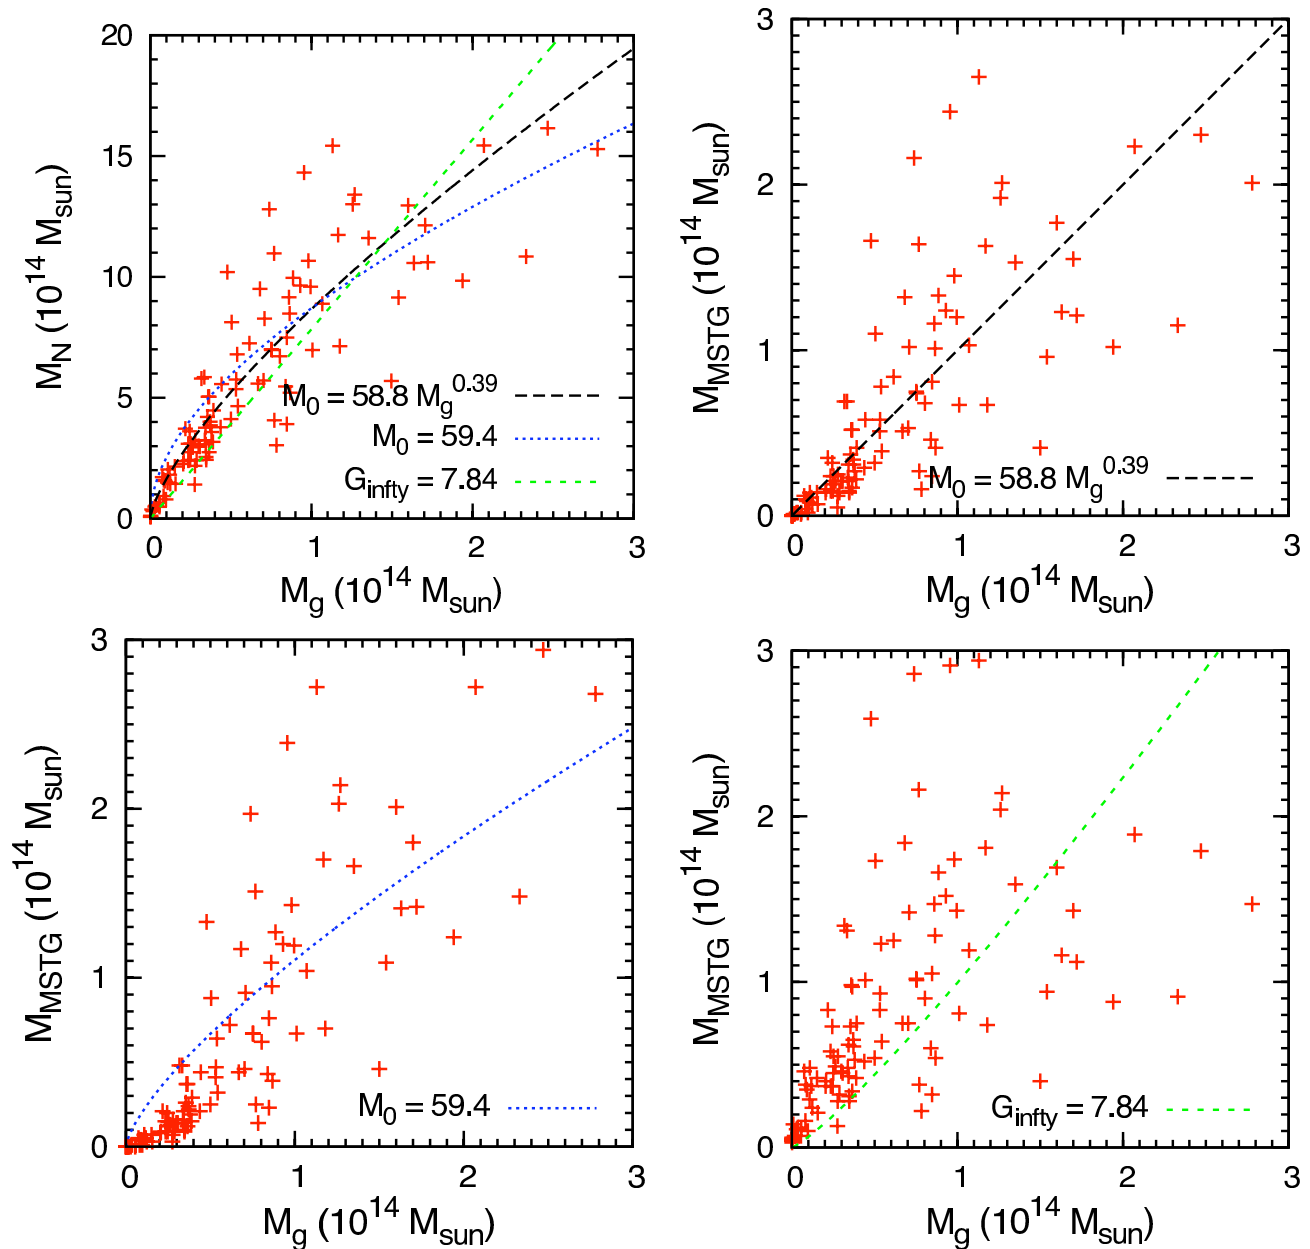 20
15
10
5
0
M_N (10^14 M_sun)
M_0 = 58.8 M_g^0.39
M_0 = 59.4
G_infty = 7.84
0 1 2 3
M_g (10^14 M_sun)
3
2
1
0
M_MSTG (10^14 M_sun)
M_0 = 58.8 M_g^0.39
0 1 2 3
M_g (10^14 M_sun)
3
2
1
0
M_MSTG (10^14 M_sun)
M_0 = 59.4
0 1 2 3
M_g (10^14 M_sun)
3
2
1
0
M_MSTG (10^14 M_sun)
G_infty = 7.84
0 1 2 3
M_g (10^14 M_sun)